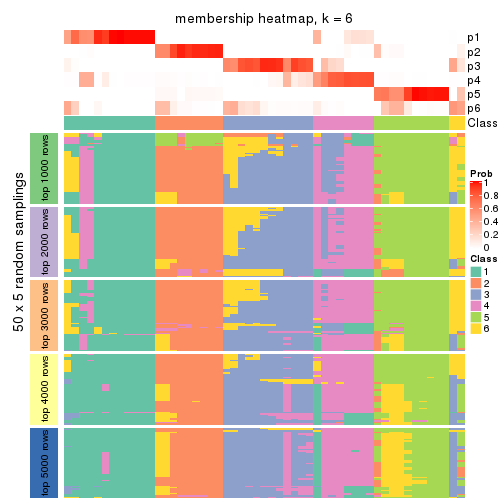 membership heatmap, k = 6
p1
p2
p3
p4
p5
p6
Class
50 x 5 random samplings
top 1000 rows
top 2000 rows
top 3000 rows
top 4000 rows
top 5000 rows
Prob
1
0.8
0.6
0.4
0.2
0
Class
1
2
3
4
5
6